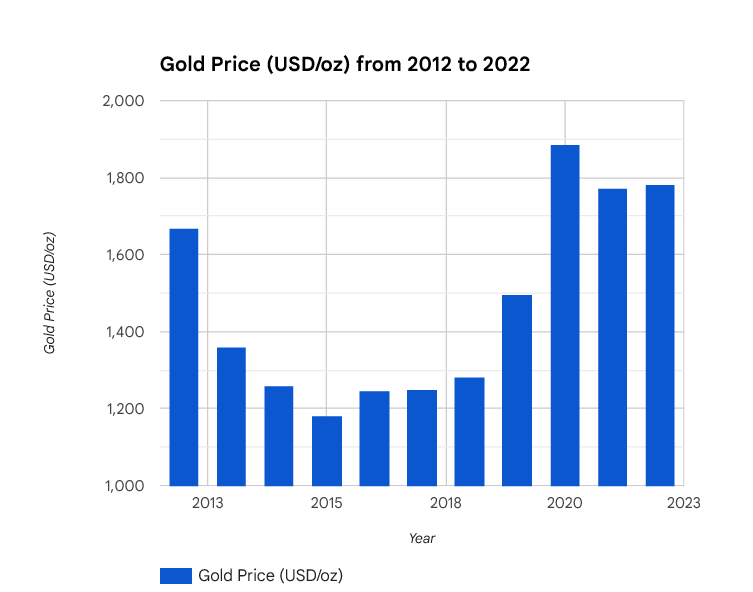 Gold Price (USD/oz) from 2012 to 2022
2,000
1,800
1,600
1,400
1,200
1,000
Gold Price (USD/oz)
2013 2015 2018 2020 2023
Year
Gold Price (USD/oz)